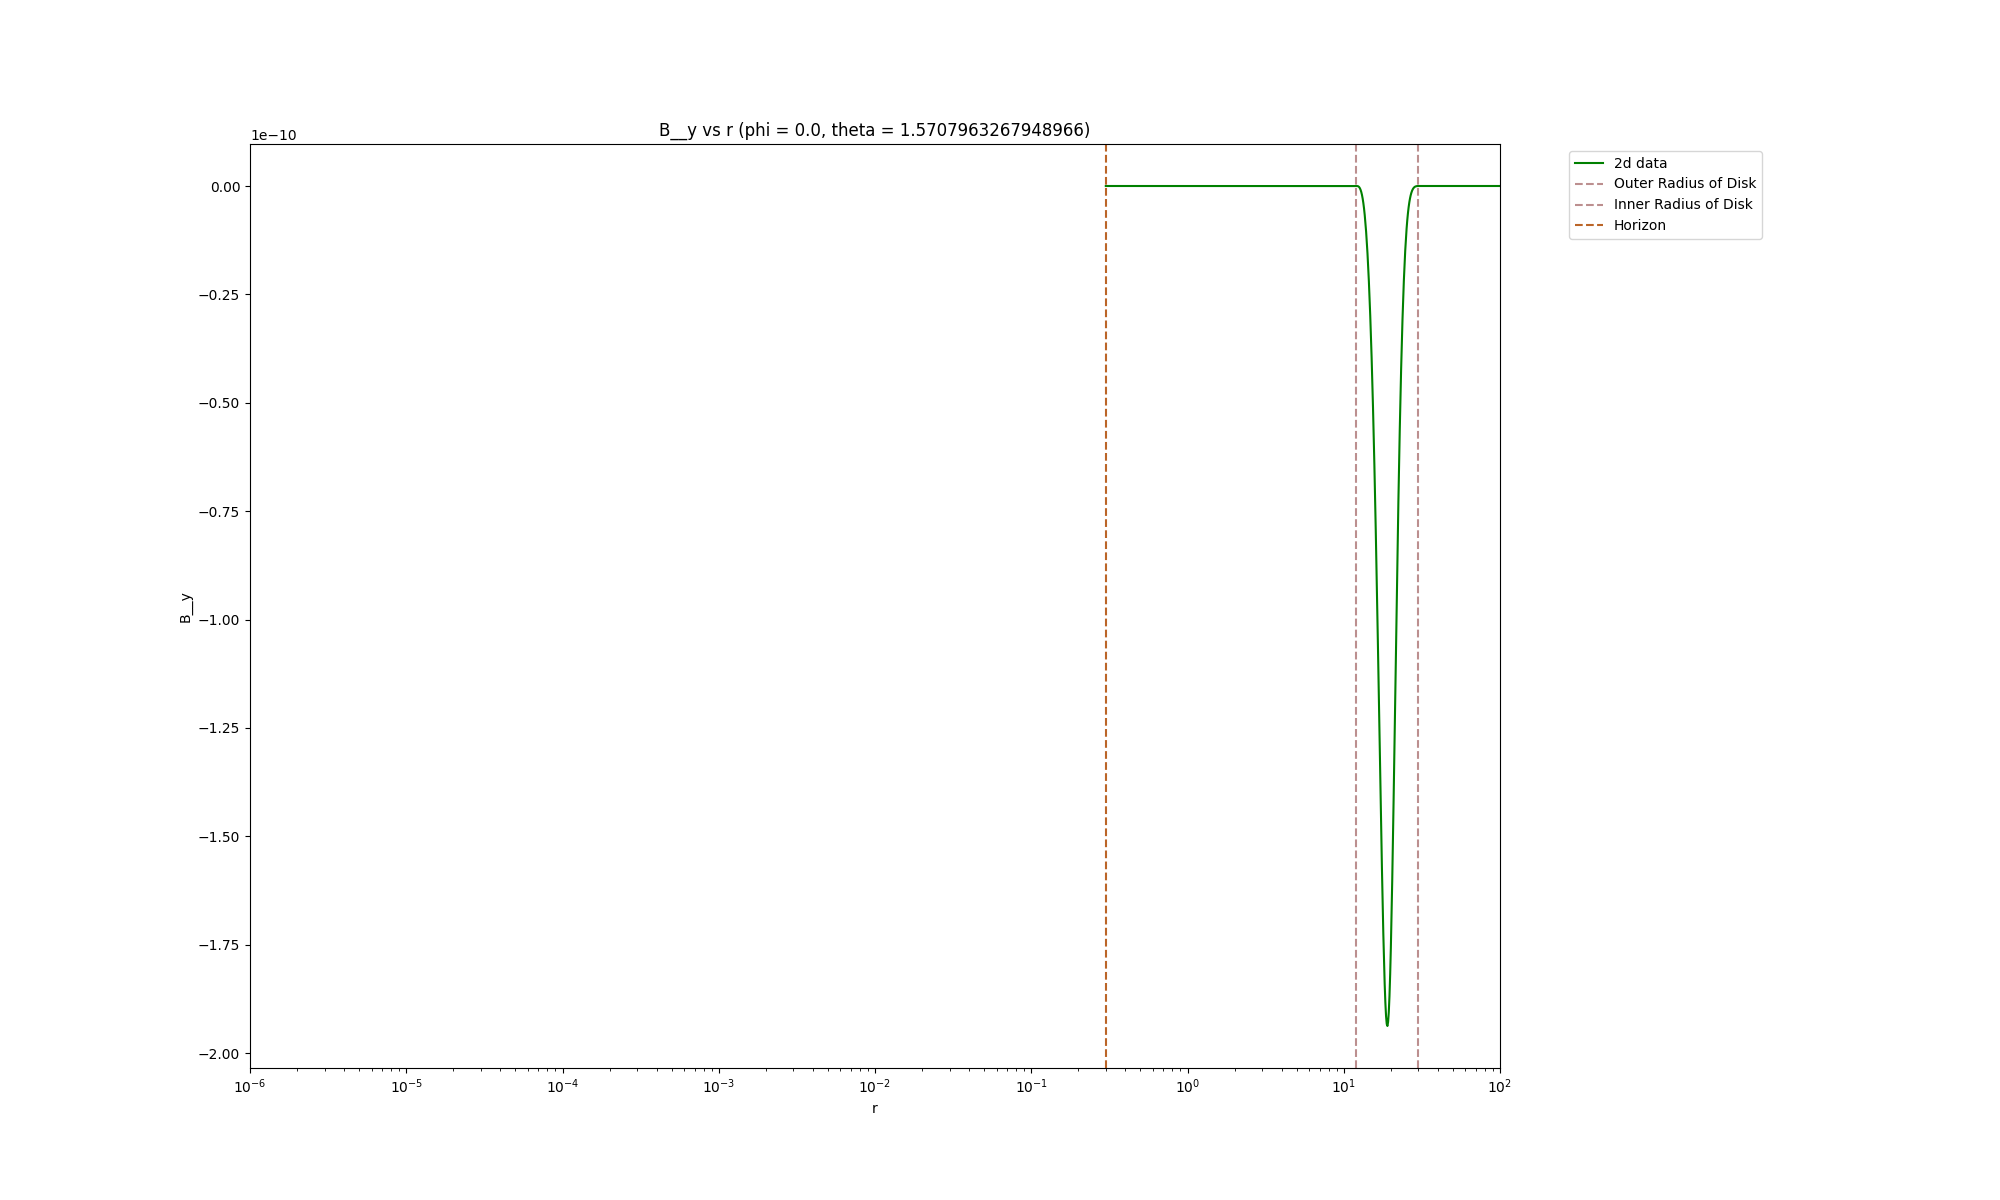 B__y vs r (phi = 0.0, theta = 1.5707963267948966)
1e−10
0.00
−0.25
−0.50
−0.75
−1.00
−1.25
−1.50
−1.75
−2.00
B__y
10⁻⁶ 10⁻⁵ 10⁻⁴ 10⁻³ 10⁻² 10⁻¹ 10⁰ 10¹ 10²
r
2d data
Outer Radius of Disk
Inner Radius of Disk
Horizon